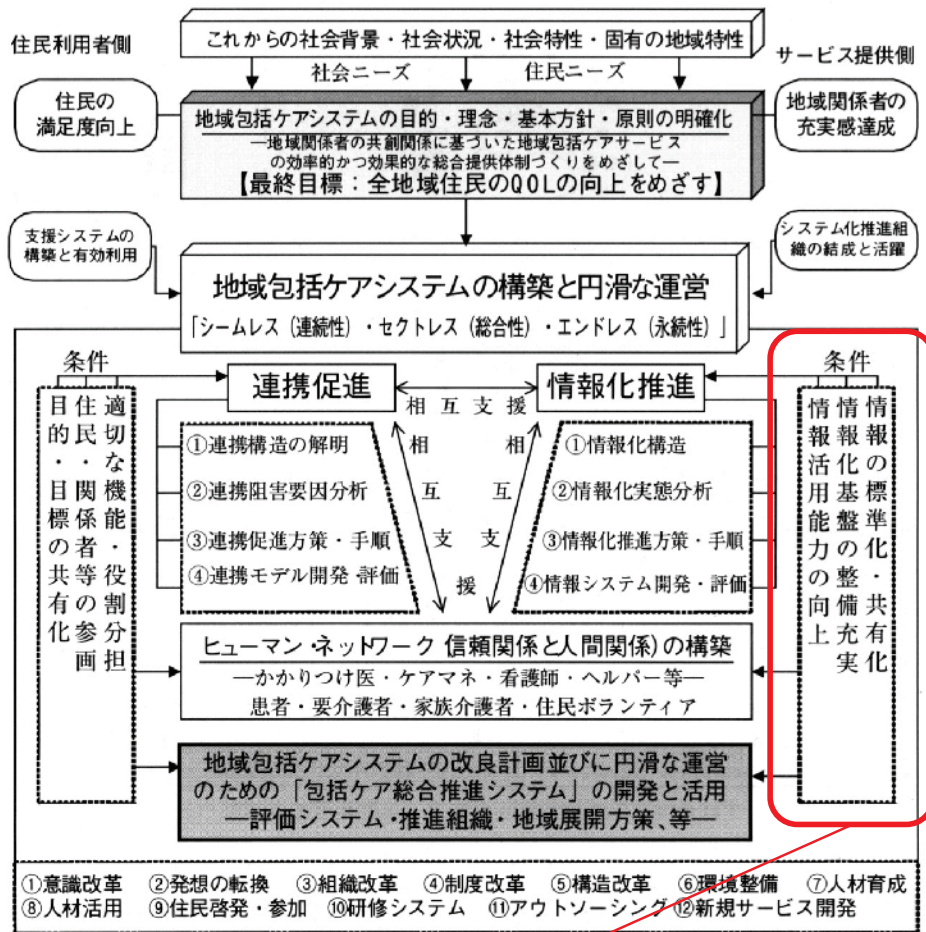 住民利用者側
これからの社会背景・社会状況・社会特性・固有の地域特性
サービス提供側
社会ニーズ
住民ニーズ
住民の
満足度向上
地域包括ケアシステムの目的・理念・基本方針・原則の明確化
―地域関係者の共創関係に基づいた地域包括ケアサービス
の効率的かつ効果的な総合提供体制づくりをめざして―
【最終目標：全地域住民のQOLの向上をめざす】
地域関係者の
充実感達成
支援システムの
構築と有効利用
システム化推進組
織の結成と活躍
地域包括ケアシステムの構築と円滑な運営
「シームレス（連続性）・セクトレス（総合性）・エンドレス（永続性）」
条件
適切な機能・役割分担
住民・関係者等の参画
目的・目標の共有化
連携促進
相互支援
情報化推進
①連携構造の解明
②連携阻害要因分析
③連携促進方策・手順
④連携モデル開発・評価
相互支援
相互支
①情報化構造
②情報化実態分析
③情報化推進方策・手順
④情報システム開発・評価
条件
情報の標準化・共有化
情報化基盤の整備充実
情報活用能力の向上
ヒューマン・ネットワーク（信頼関係と人間関係）の構築
―かかりつけ医・ケアマネ・看護師・ヘルパー等―
患者・要介護者・家族介護者・住民ボランティア
地域包括ケアシステムの改良計画並びに円滑な運営
のための「包括ケア総合推進システム」の開発と活用
―評価システム・推進組織・地域展開方策、等―
①意識改革 ②発想の転換 ③組織改革 ④制度改革 ⑤構造改革 ⑥環境整備 ⑦人材育成
⑧人材活用 ⑨住民啓発・参加 ⑩研修システム ⑪アウトソーシング ⑫新規サービス開発